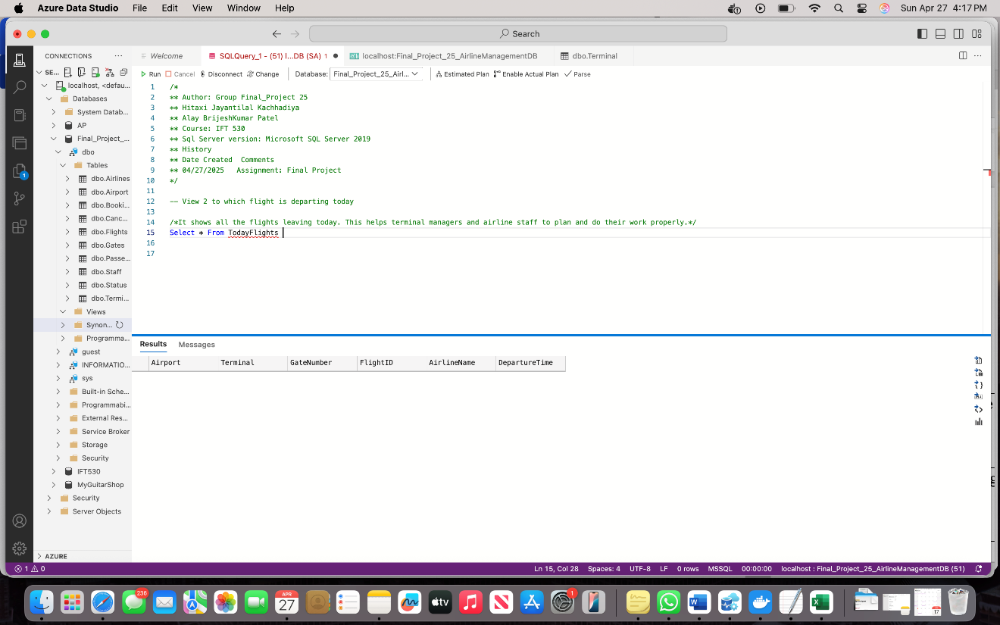 Azure Data Studio File Edit View Window Help Sun Apr 27 4:17 PM
Search
CONNECTIONS
Welcome
SQLQuery_1 - (51) l...DB (SA) 1
localhost:Final_Project_25_AirlineManagementDB
dbo.Terminal
SE...
Run Cancel Disconnect Change Database: Final_Project_25_Airl... Estimated Plan Enable Actual Plan Parse
localhost, <defau...
Databases
System Datab...
AP
Final_Project_...
dbo
Tables
dbo.Airlines
dbo.Airport
dbo.Booki...
dbo.Canc...
dbo.Flights
dbo.Gates
dbo.Passe...
dbo.Staff
dbo.Status
dbo.Termi...
Views
Synon...
Programma...
guest
INFORMATIO...
sys
Built-in Sche...
Programmabi...
External Res...
Service Broker
Storage
Security
IFT530
MyGuitarShop
Security
Server Objects
AZURE
1 /*
2 ** Author: Group Final_Project 25
3 ** Hitaxi Jayantilal Kachhadiya
4 ** Alay BrijeshKumar Patel
5 ** Course: IFT 530
6 ** Sql Server version: Microsoft SQL Server 2019
7 ** History
8 ** Date Created  Comments
9 ** 04/27/2025   Assignment: Final Project
10 */
11
12 -- View 2 to which flight is departing today
13
14 /*It shows all the flights leaving today. This helps terminal managers and airline staff to plan and do their work properly.*/
15 Select * From TodayFlights
16
17
Results Messages
Airport Terminal GateNumber FlightID AirlineName DepartureTime
1 0 Ln 15, Col 28 Spaces: 4 UTF-8 LF 0 rows MSSQL 00:00:00 localhost : Final_Project_25_AirlineManagementDB (51)
1
236
APR
27
tv
1
17